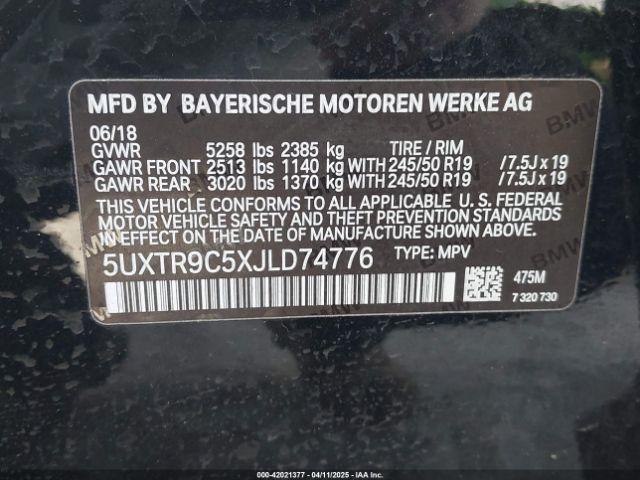 MFD BY BAYERISCHE MOTOREN WERKE AG
06/18
GVWR 5258 lbs 2385 kg TIRE / RIM
GAWR FRONT 2513 lbs 1140 kg WITH 245/50 R19 / 7.5J x 19
GAWR REAR 3020 lbs 1370 kg WITH 245/50 R19 / 7.5J x 19
THIS VEHICLE CONFORMS TO ALL APPLICABLE U. S. FEDERAL
MOTOR VEHICLE SAFETY AND THEFT PREVENTION STANDARDS
IN EFFECT ON THE DATE OF MANUFACTURE SHOWN ABOVE.
5UXTR9C5XJLD74776 TYPE: MPV
475M
7 320 730
000-42021377 - 04/11/2025 - IAAI.COM